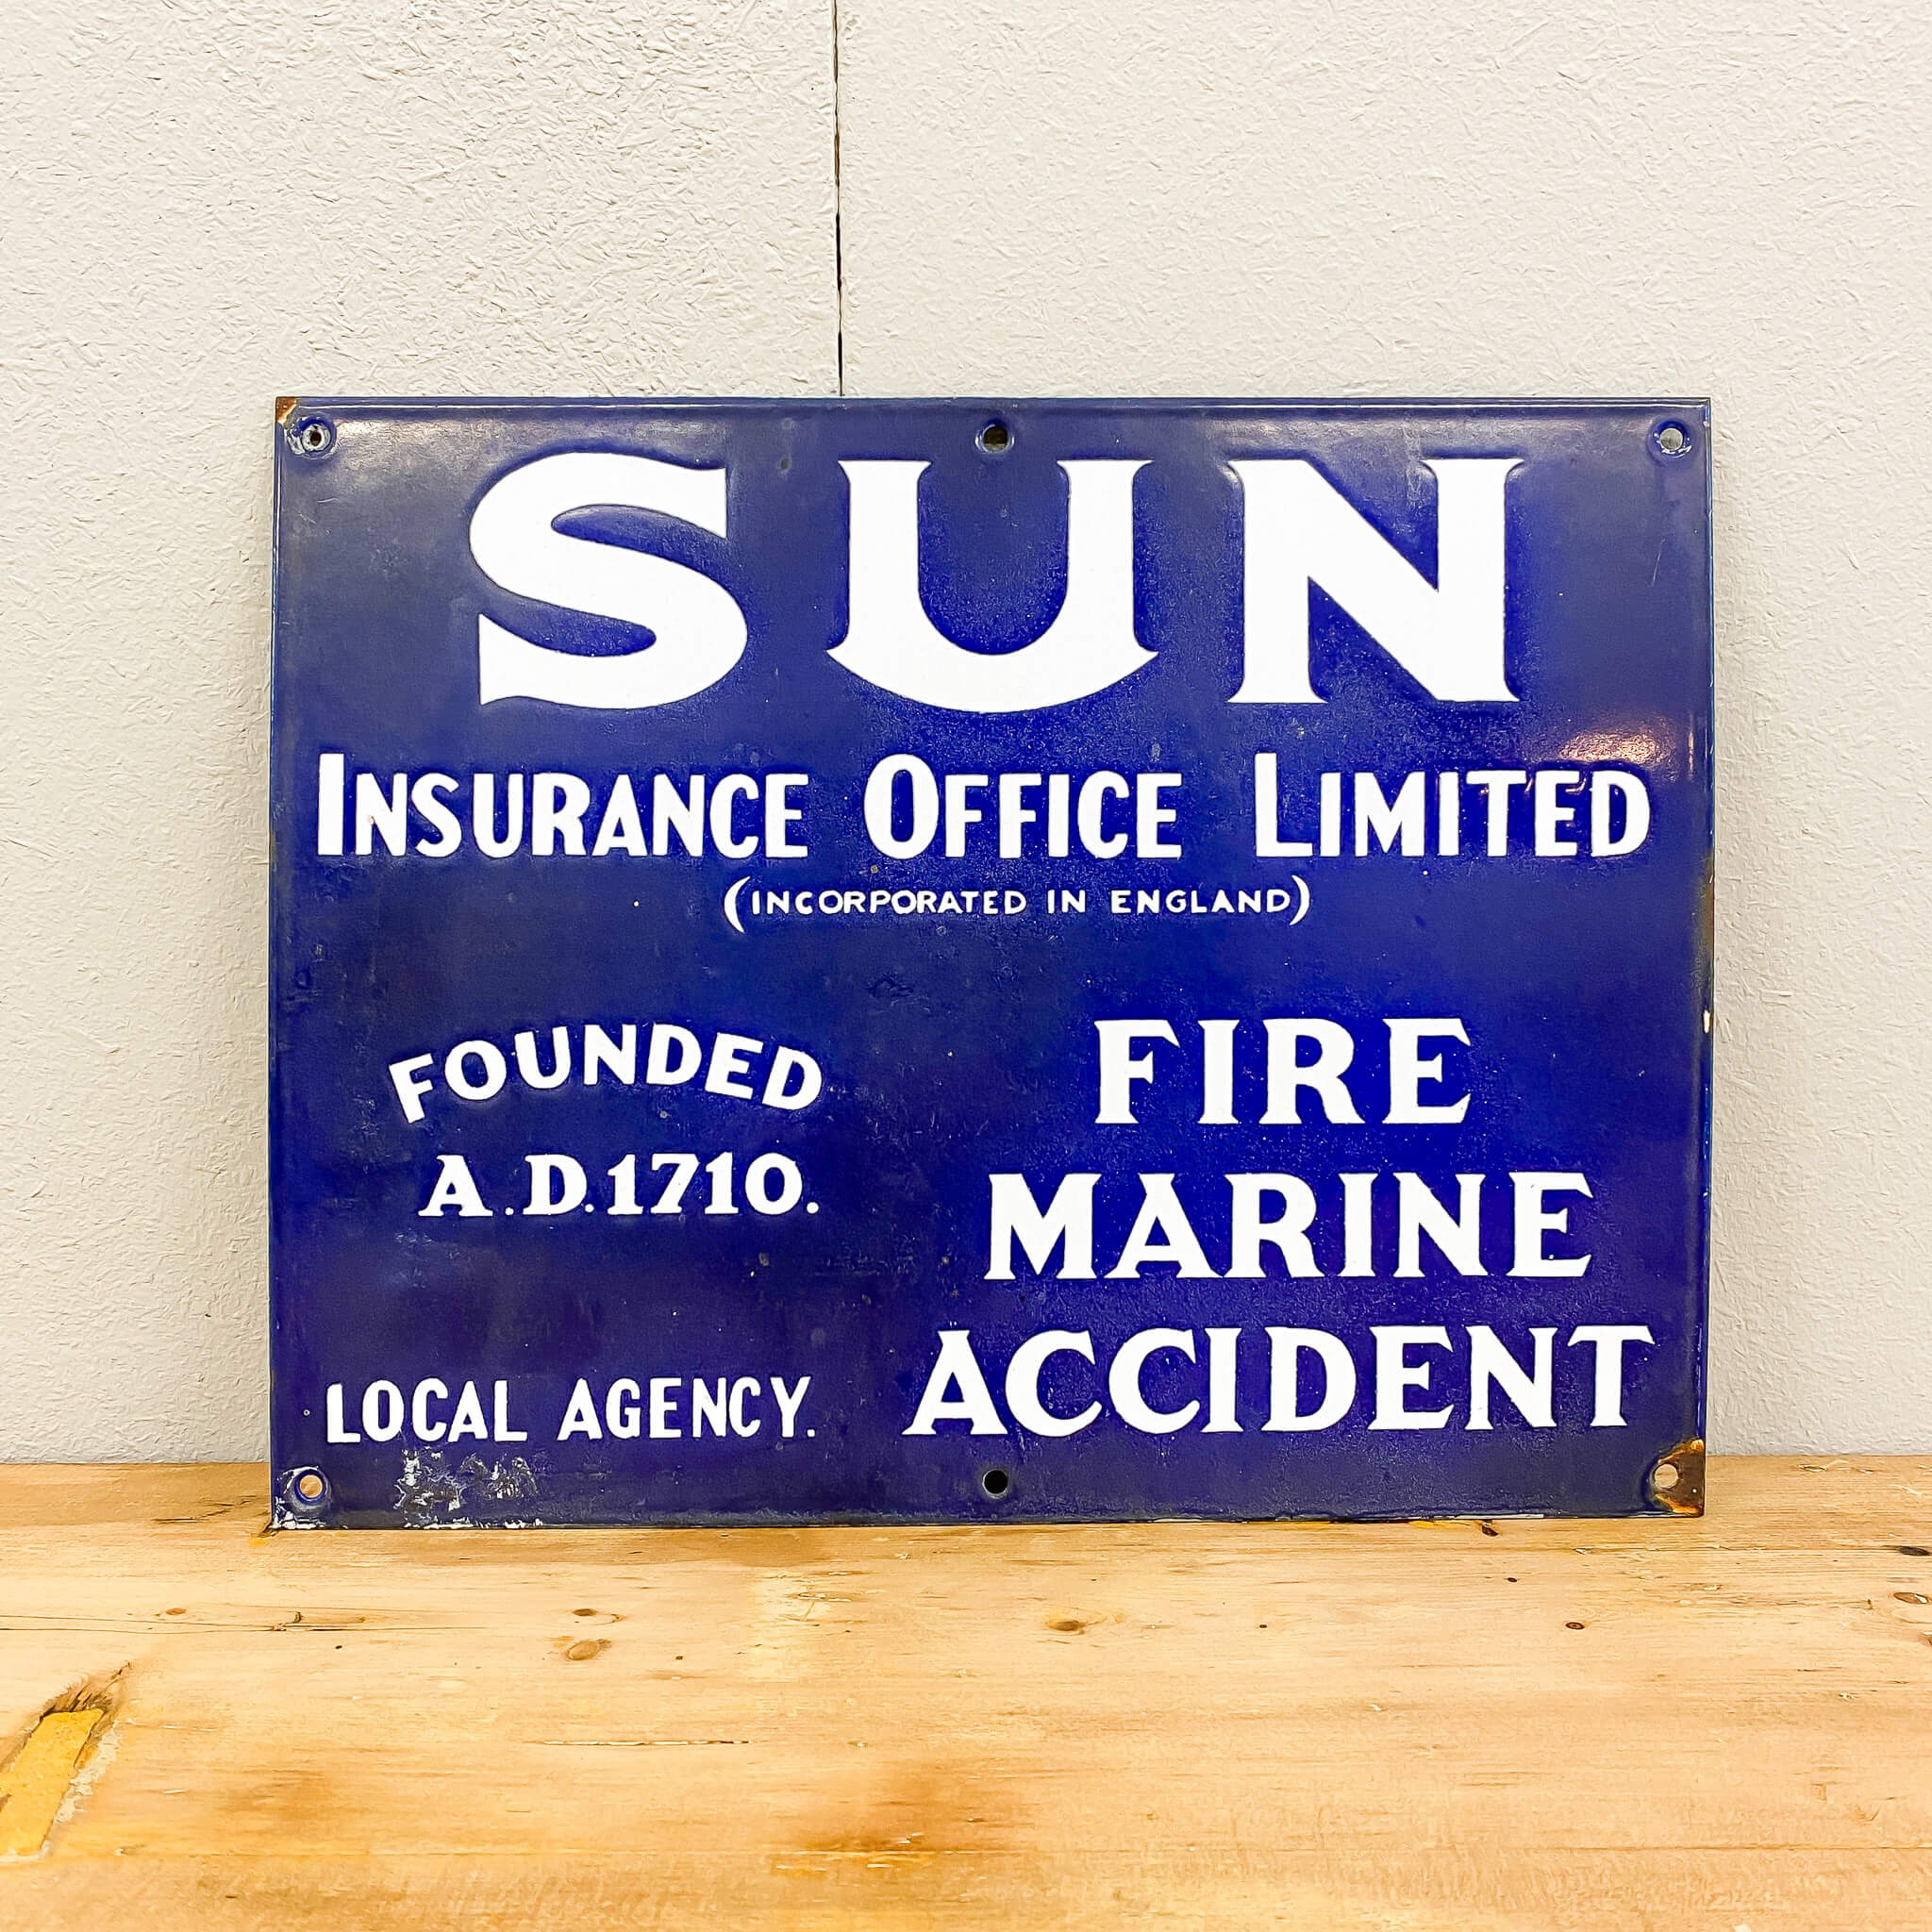 SUN
INSURANCE OFFICE LIMITED
(INCORPORATED IN ENGLAND)
FOUNDED
A.D.1710.
LOCAL AGENCY.
FIRE
MARINE
ACCIDENT